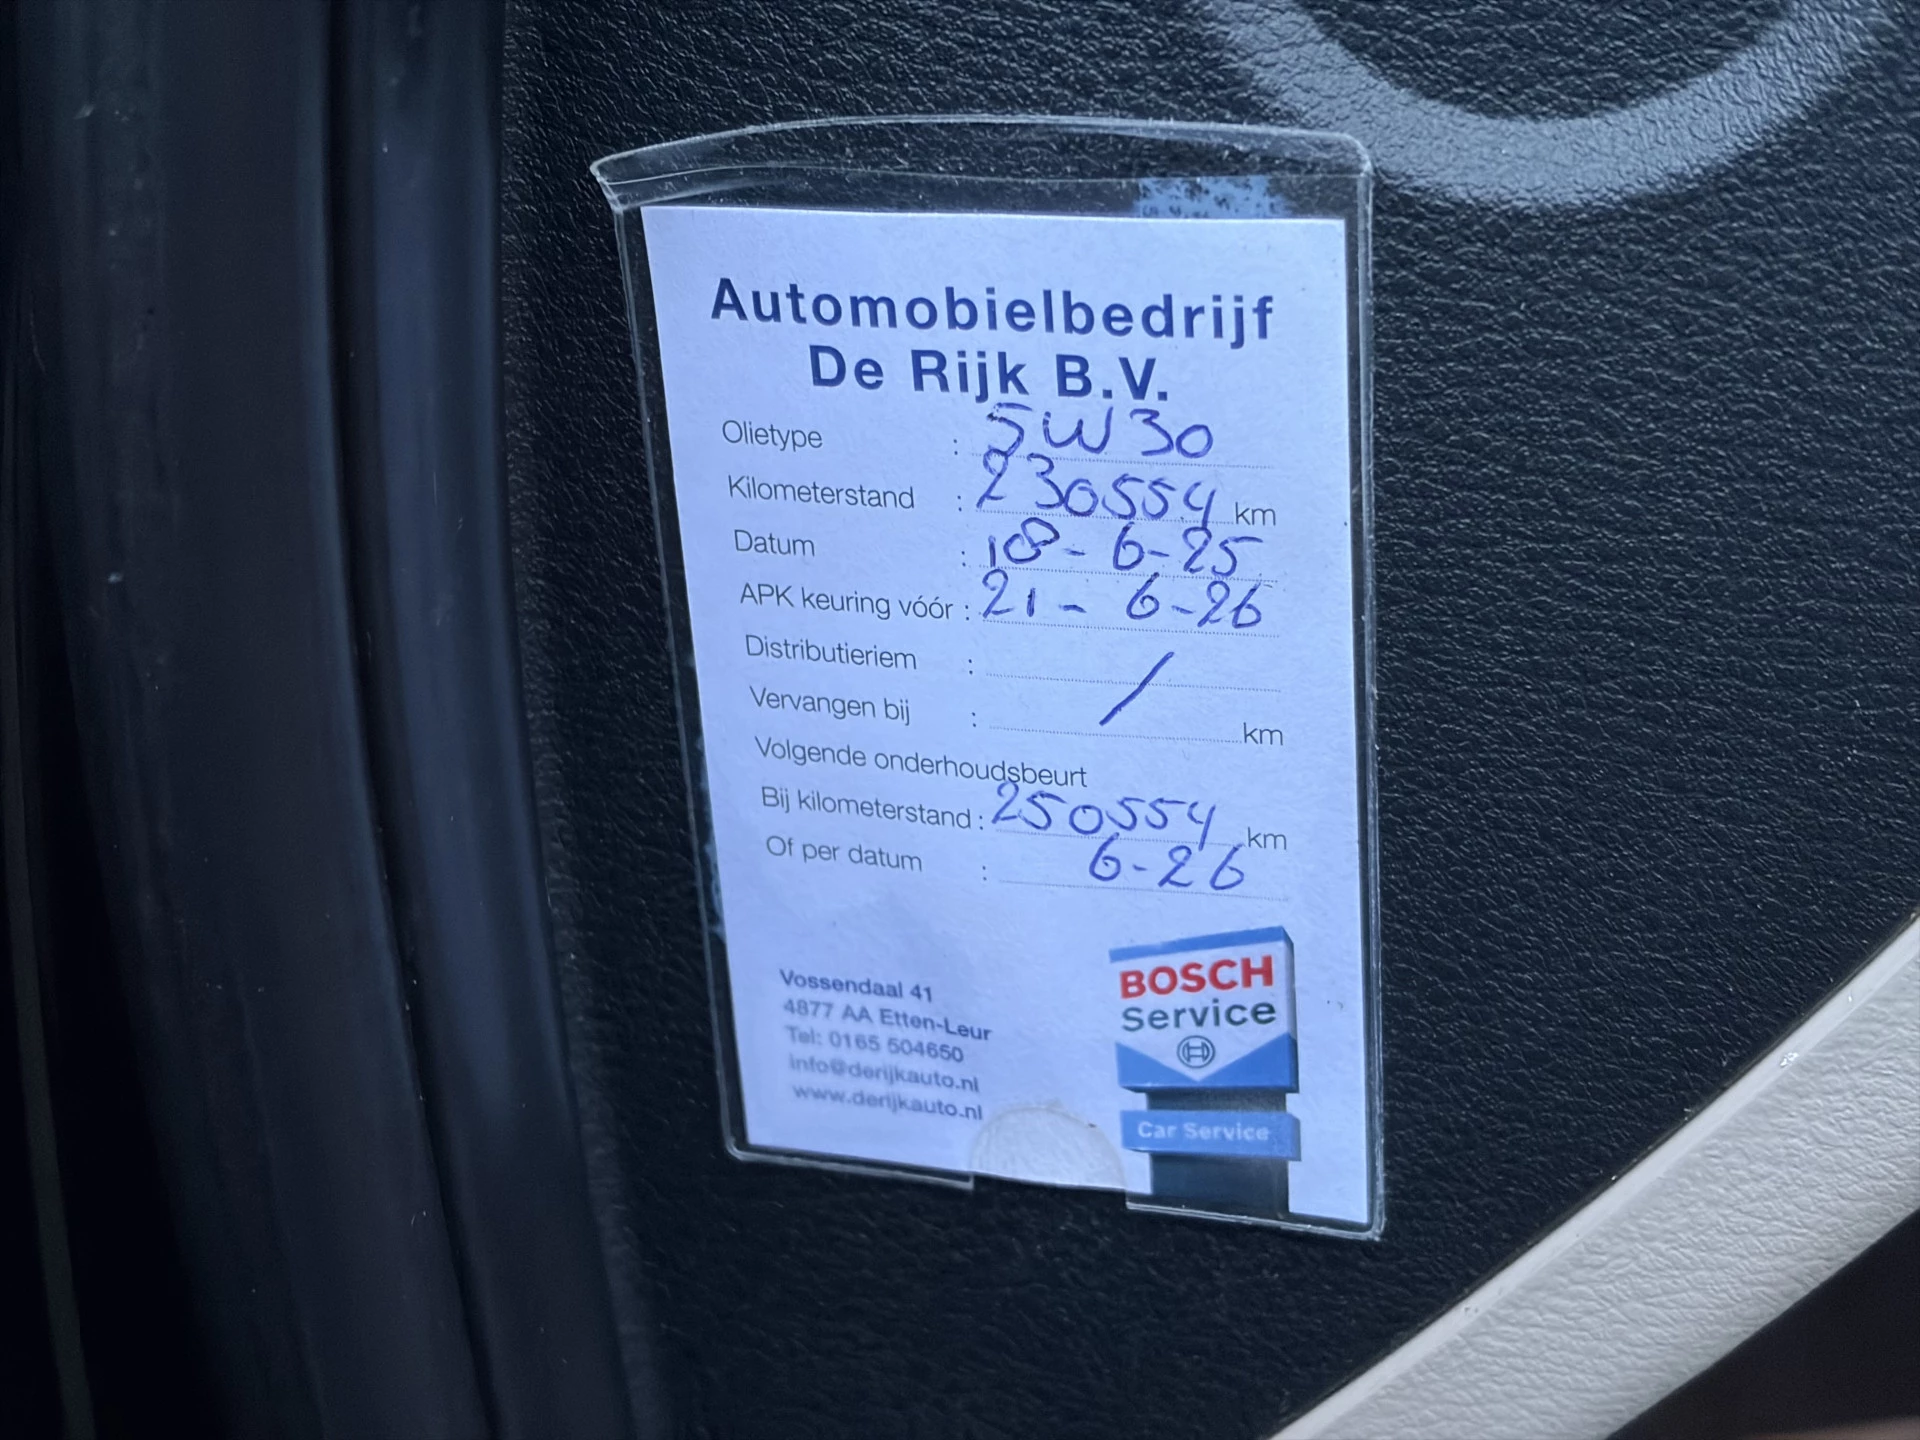 Automobielbedrijf
De Rijk B.V.
Olietype : 5W30
Kilometerstand : 230554 km
Datum : 18-6-25
APK keuring vóór : 21-6-26
Distributieriem : /
Vervangen bij : km
Volgende onderhoudsbeurt
Bij kilometerstand : 250554 km
Of per datum : 6-26
Vossendaal 41
4877 AA Etten-Leur
Tel: 0165 504650
info@derijkauto.nl
www.derijkauto.nl
BOSCH
Service
Car Service